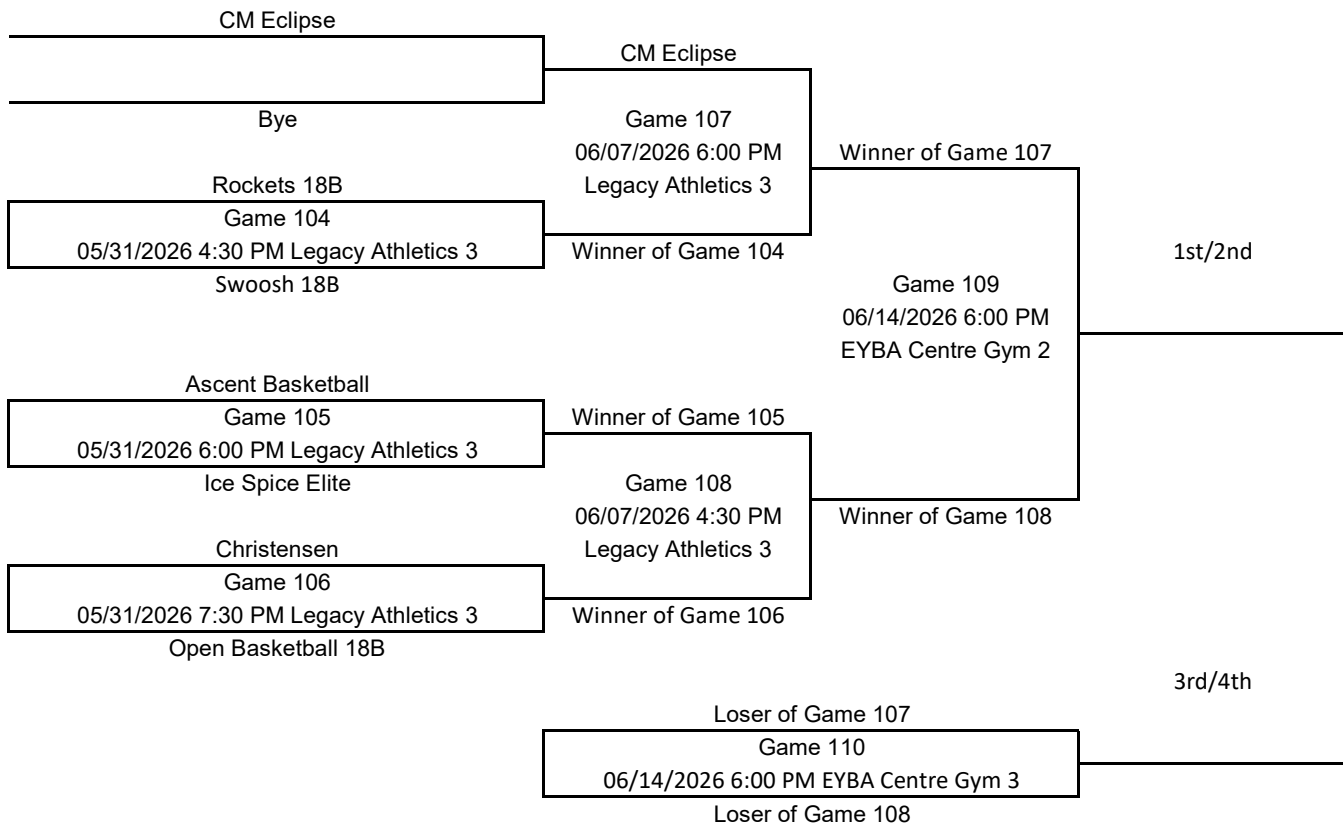 CM Eclipse
CM Eclipse
Bye
Game 107
06/07/2026 6:00 PM
Legacy Athletics 3
Winner of Game 107
Rockets 18B
Game 104
05/31/2026 4:30 PM Legacy Athletics 3
Swoosh 18B
Winner of Game 104
1st/2nd
Game 109
06/14/2026 6:00 PM
EYBA Centre Gym 2
Ascent Basketball
Game 105
05/31/2026 6:00 PM Legacy Athletics 3
Ice Spice Elite
Winner of Game 105
Game 108
06/07/2026 4:30 PM
Legacy Athletics 3
Winner of Game 108
Christensen
Game 106
05/31/2026 7:30 PM Legacy Athletics 3
Open Basketball 18B
Winner of Game 106
3rd/4th
Loser of Game 107
Game 110
06/14/2026 6:00 PM EYBA Centre Gym 3
Loser of Game 108